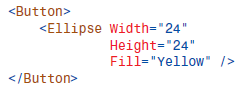 <Button>
    <Ellipse Width="24"
             Height="24"
             Fill="Yellow" />
</Button>